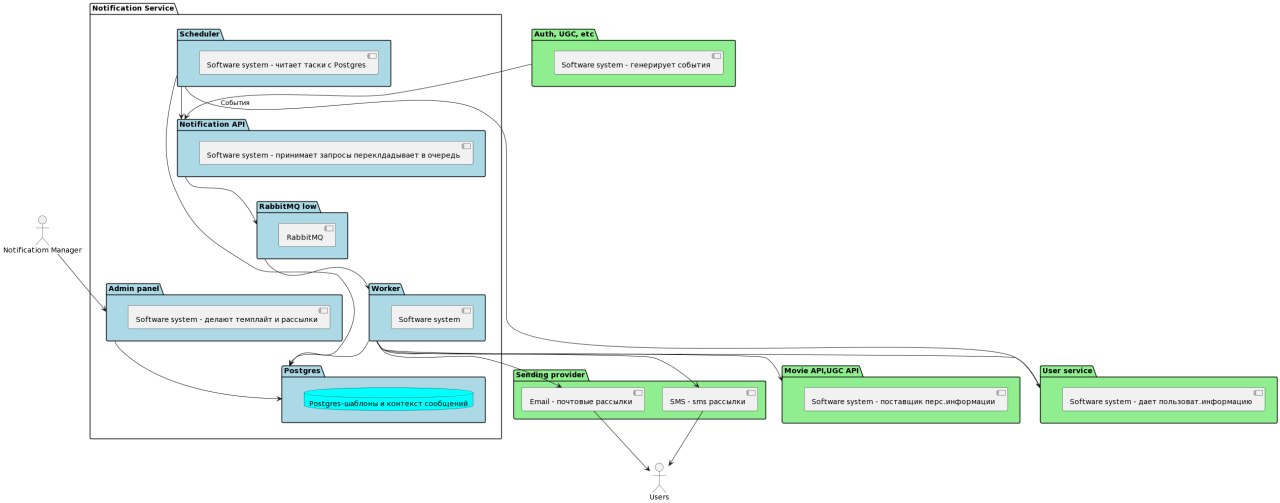 Notification Service
Scheduler
Software system - читает таски с Postgres
Auth, UGC, etc
Software system - генерирует события
События
Notification API
Software system - принимает запросы перекладывает в очередь
RabbitMQ low
RabbitMQ
Notificatiom Manager
Admin panel
Software system - делают темплайт и рассылки
Worker
Software system
Postgres
Postgres-шаблоны и контекст сообщений
Sending provider
Email - почтовые рассылки
SMS - sms рассылки
Movie API,UGC API
Software system - поставщик перс.информации
User service
Software system - дает пользоват.информацию
Users